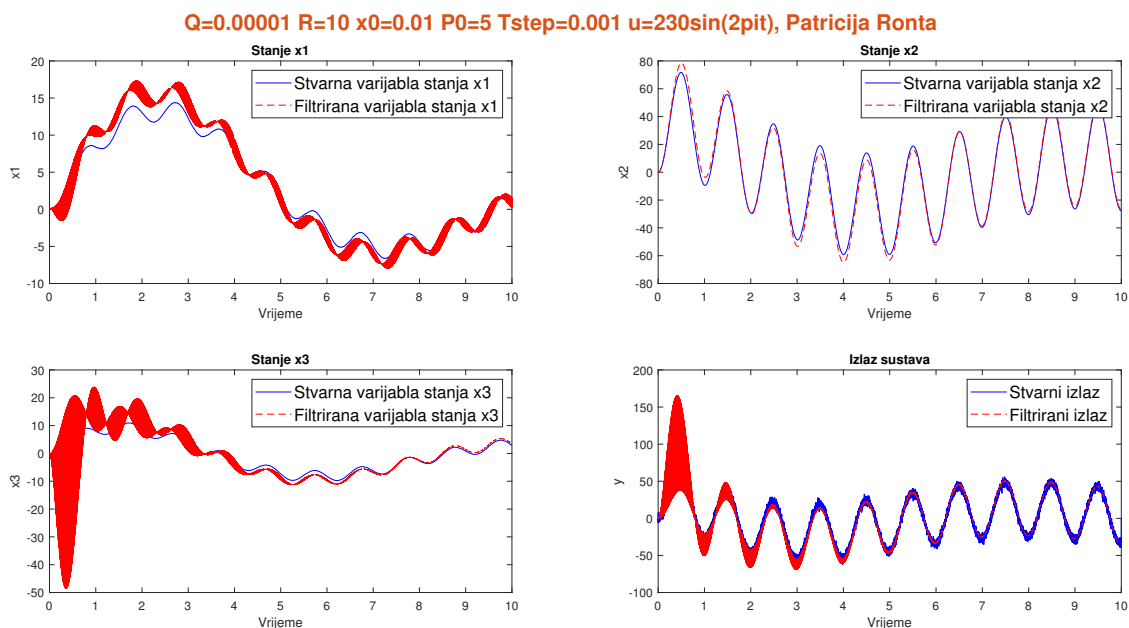 Q=0.00001 R=10 x0=0.01 P0=5 Tstep=0.001 u=230sin(2pit), Patricija Ronta
Stanje x1
20
15
10
5
0
-5
-10
x1
0 1 2 3 4 5 6 7 8 9 10
Vrijeme
Stvarna varijabla stanja x1
Filtrirana varijabla stanja x1
Stanje x2
80
60
40
20
0
-20
-40
-60
-80
x2
0 1 2 3 4 5 6 7 8 9 10
Vrijeme
Stvarna varijabla stanja x2
Filtrirana varijabla stanja x2
Stanje x3
30
20
10
0
-10
-20
-30
-40
-50
x3
0 1 2 3 4 5 6 7 8 9 10
Vrijeme
Stvarna varijabla stanja x3
Filtrirana varijabla stanja x3
Izlaz sustava
200
150
100
50
0
-50
-100
y
0 1 2 3 4 5 6 7 8 9 10
Vrijeme
Stvarni izlaz
Filtrirani izlaz